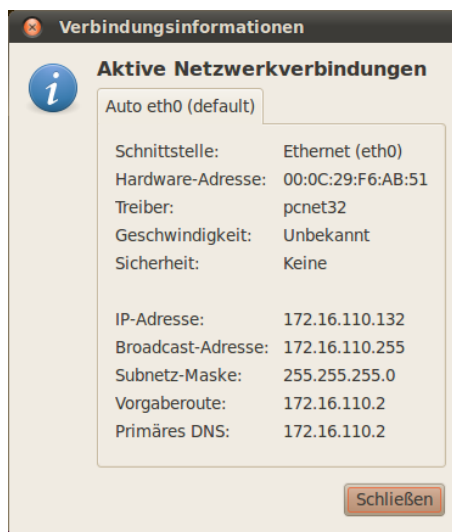 Verbindungsinformationen
Aktive Netzwerkverbindungen
Auto eth0 (default)
Schnittstelle: Ethernet (eth0)
Hardware-Adresse: 00:0C:29:F6:AB:51
Treiber: pcnet32
Geschwindigkeit: Unbekannt
Sicherheit: Keine
IP-Adresse: 172.16.110.132
Broadcast-Adresse: 172.16.110.255
Subnetz-Maske: 255.255.255.0
Vorgaberoute: 172.16.110.2
Primäres DNS: 172.16.110.2
Schließen